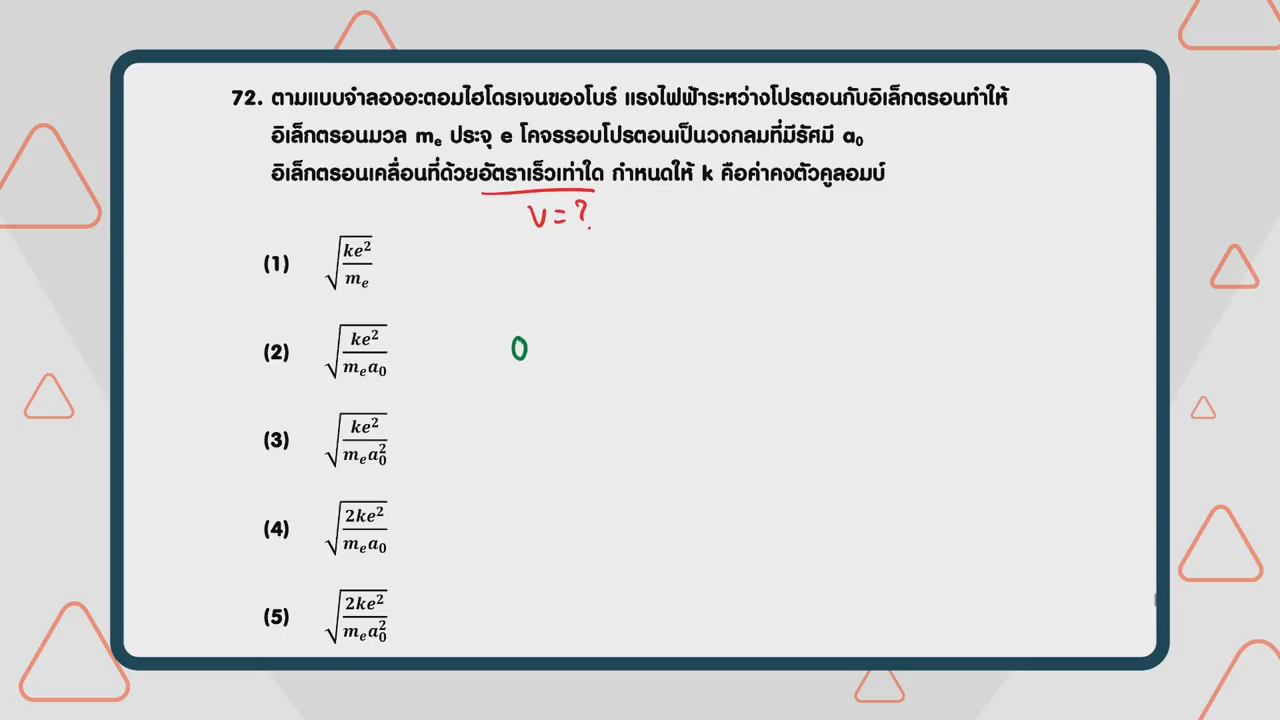 72. ตามแบบจำลองอะตอมไฮโดรเจนของโบร์ แรงไฟฟ้าระหว่างโปรตอนกับอิเล็กตรอนทำให้
อิเล็กตรอนมวล mₑ ประจุ e โคจรรอบโปรตอนเป็นวงกลมที่มีรัศมี a₀
อิเล็กตรอนเคลื่อนที่ด้วยอัตราเร็วเท่าใด กำหนดให้ k คือค่าคงตัวคูลอมบ์
v = ?
(1) √(ke²/mₑ)
(2) √(ke²/mₑa₀) 0
(3) √(ke²/mₑa₀²)
(4) √(2ke²/mₑa₀)
(5) √(2ke²/mₑa₀²)